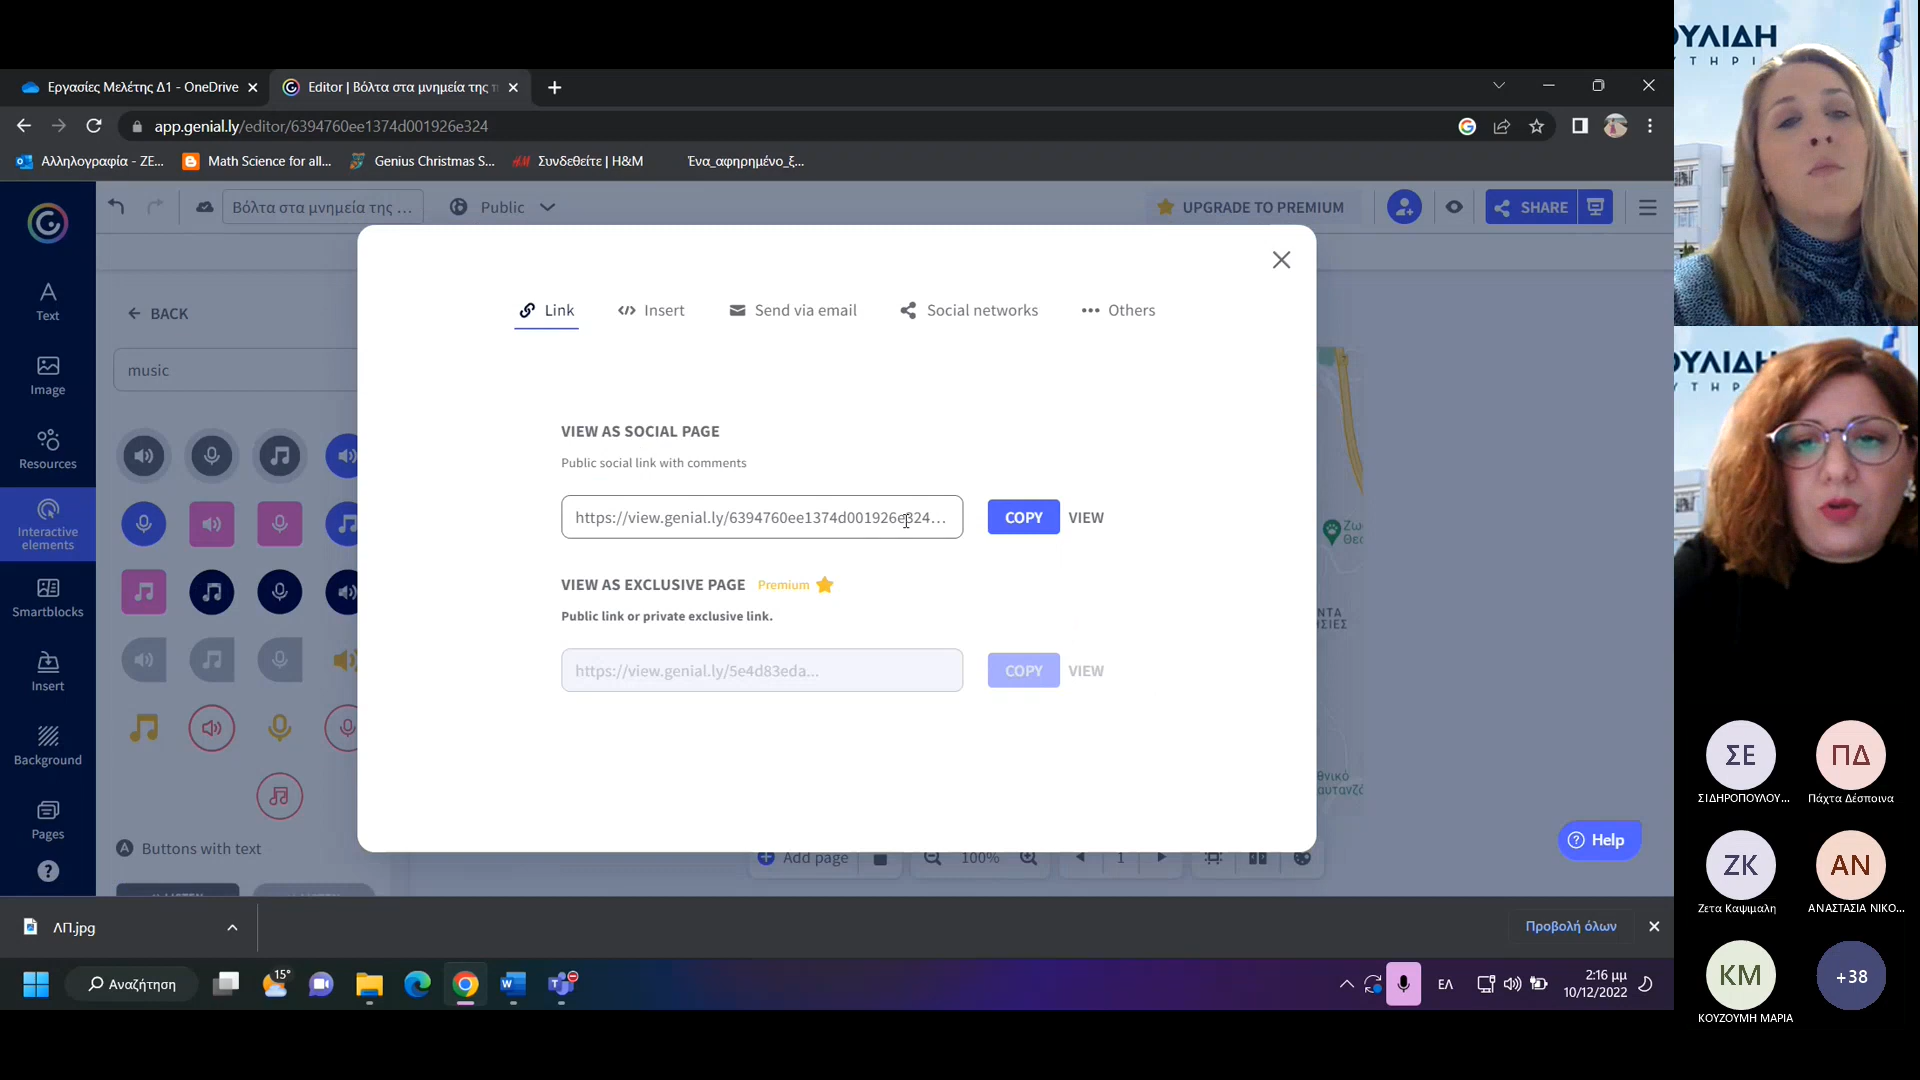 Εργασίες Μελέτης Δ1 - OneDrive
Editor | Βόλτα στα μνημεία της π
app.genial.ly/editor/6394760ee1374d001926e324
Αλληλογραφία - ZE...
Math Science for all...
Genius Christmas S...
Συνδεθείτε | H&M
Ένα_αφηρημένο_ξ...
Βόλτα στα μνημεία της ...
Public
UPGRADE TO PREMIUM
SHARE
Text
Image
Resources
Interactive
elements
Smartblocks
Insert
Background
Pages
BACK
music
Buttons with text
Link
Insert
Send via email
Social networks
Others
VIEW AS SOCIAL PAGE
Public social link with comments
https://view.genial.ly/6394760ee1374d001926e324...
COPY
VIEW
VIEW AS EXCLUSIVE PAGE
Premium
Public link or private exclusive link.
https://view.genial.ly/5e4d83eda...
COPY
VIEW
Add page
100%
1
Help
ΛΠ.jpg
Προβολή όλων
15°
Αναζήτηση
ΕΛ
2:16 μμ
10/12/2022
ΟΥΛΙΔΗ
ΥΤΗΡΙ
ΟΥΛΙΔΗ
ΥΤΗΡΙ
ΣΕ
ΣΙΔΗΡΟΠΟΥΛΟΥ...
ΠΔ
Πάχτα Δέσποινα
ΖΚ
Ζετα Καψιμαλη
ΑΝ
ΑΝΑΣΤΑΣΙΑ ΝΙΚΟ...
ΚΜ
ΚΟΥΖΟΥΜΗ ΜΑΡΙΑ
+38